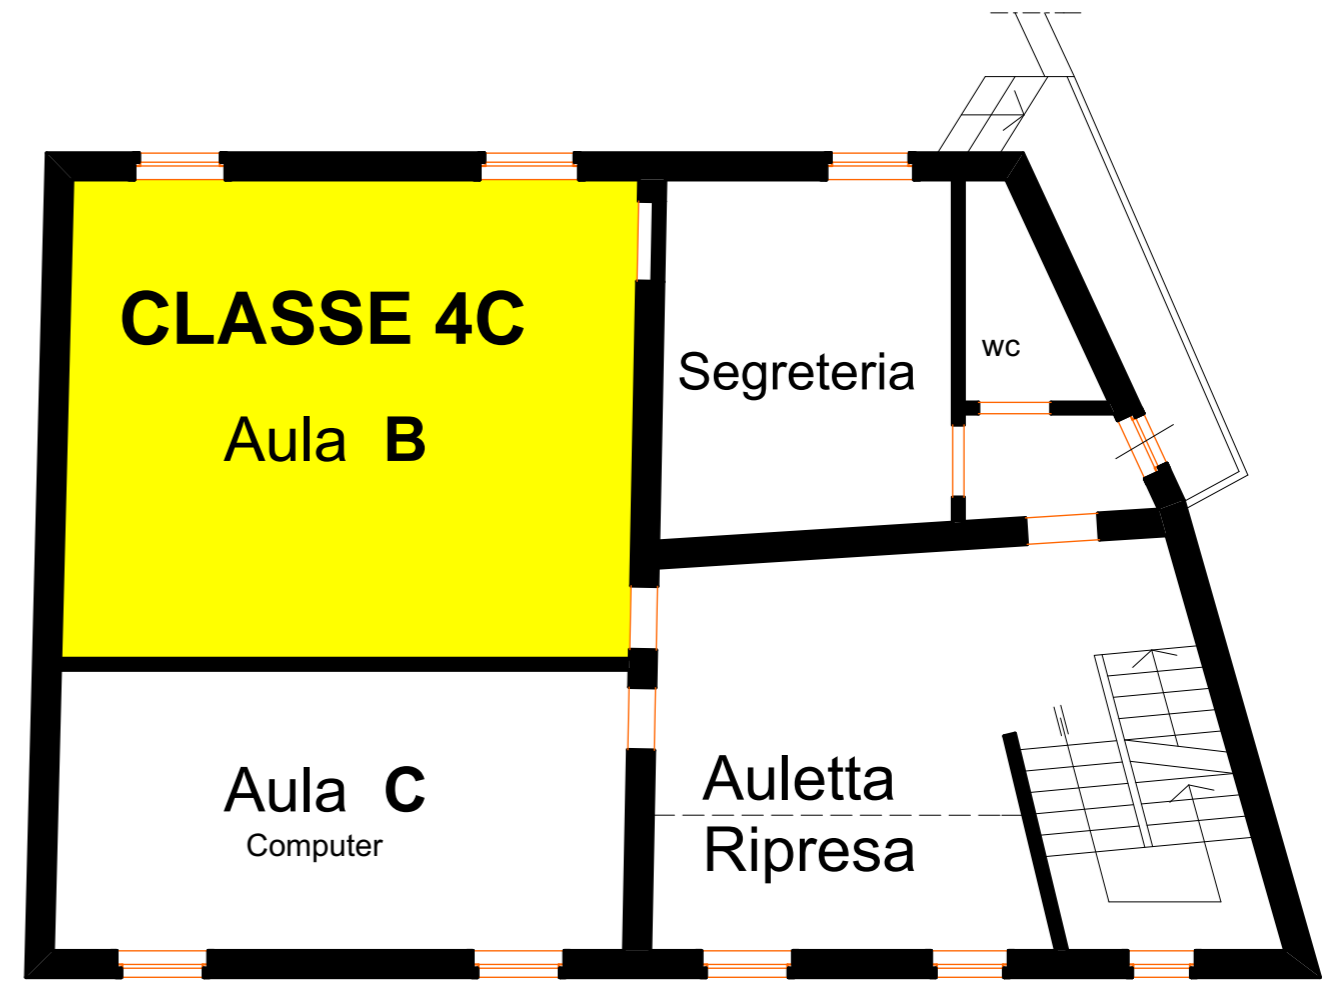 CLASSE 4C
Aula B
Segreteria
wc
Aula C
Computer
Auletta
Ripresa